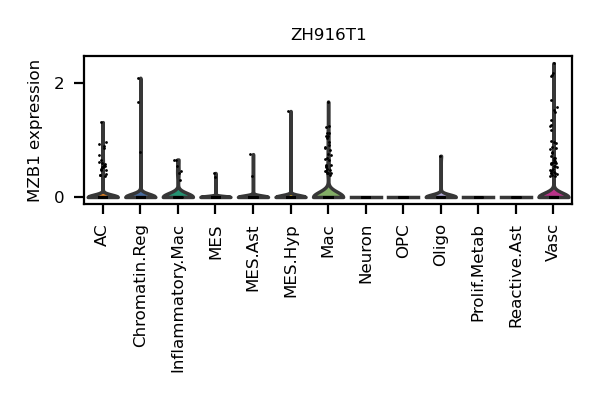 ZH916T1
MZB1 expression
2
0
AC
Chromatin.Reg
Inflammatory.Mac
MES
MES.Ast
MES.Hyp
Mac
Neuron
OPC
Oligo
Prolif.Metab
Reactive.Ast
Vasc